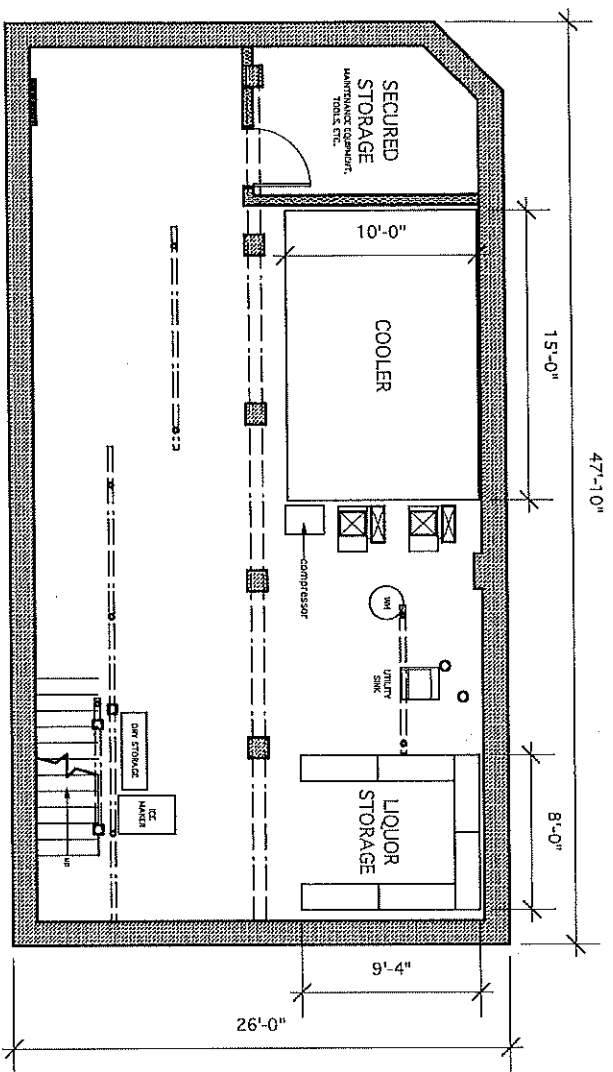 47'-10"
15'-0"
8'-0"
SECURED
STORAGE
MAINTENANCE EQUIPMENT,
TOOLS, ETC.
10'-0"
COOLER
compressor
WH
UTILITY
SINK
LIQUOR
STORAGE
DRY STORAGE
ICE
MAKER
UP
9'-4"
26'-0"